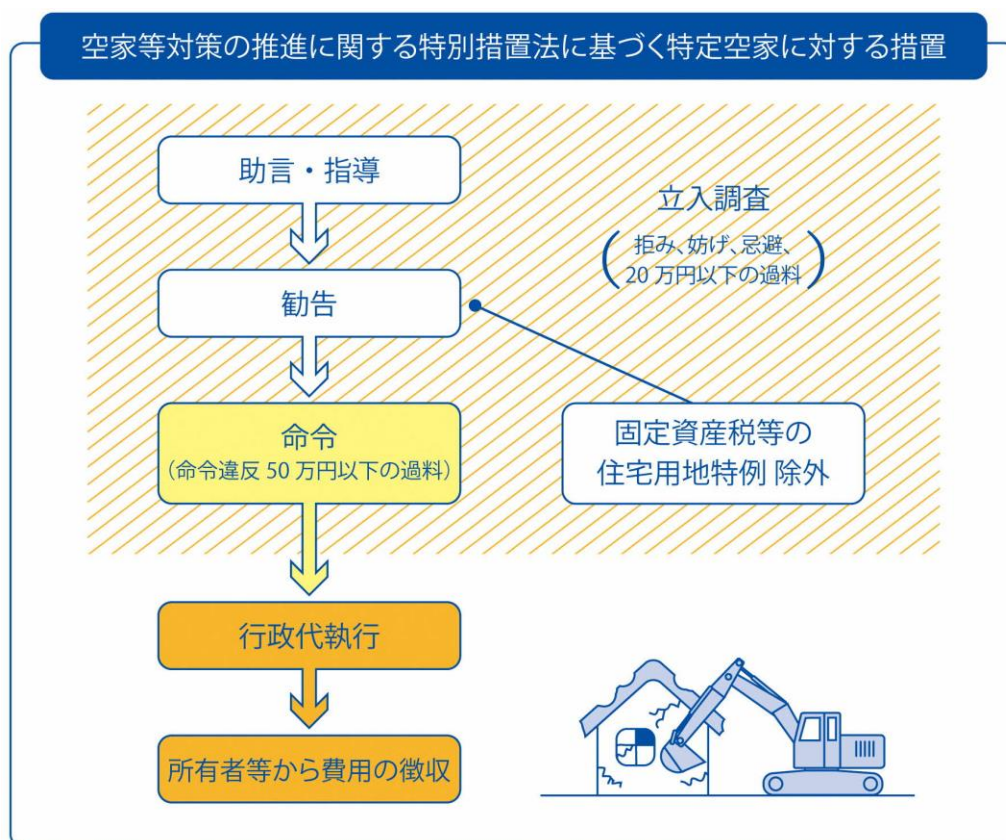 空家等対策の推進に関する特別措置法に基づく特定空家に対する措置
助言・指導
立入調査
(拒み、妨げ、忌避、
20万円以下の過料)
勧告
命令
(命令違反 50万円以下の過料)
固定資産税等の
住宅用地特例 除外
行政代執行
所有者等から費用の徴収